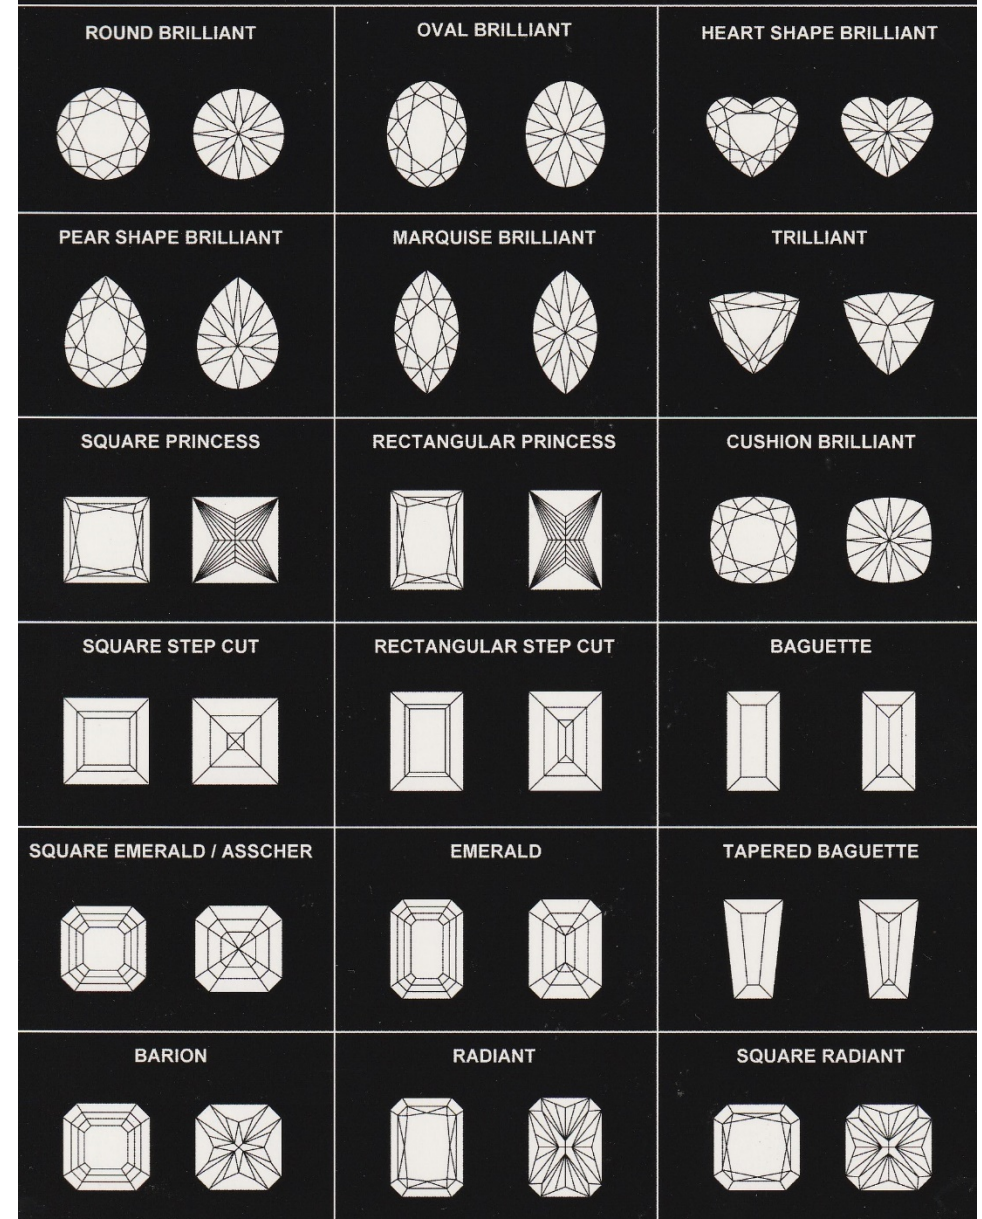 ROUND BRILLIANT
OVAL BRILLIANT
HEART SHAPE BRILLIANT
PEAR SHAPE BRILLIANT
MARQUISE BRILLIANT
TRILLIANT
SQUARE PRINCESS
RECTANGULAR PRINCESS
CUSHION BRILLIANT
SQUARE STEP CUT
RECTANGULAR STEP CUT
BAGUETTE
SQUARE EMERALD / ASSCHER
EMERALD
TAPERED BAGUETTE
BARION
RADIANT
SQUARE RADIANT